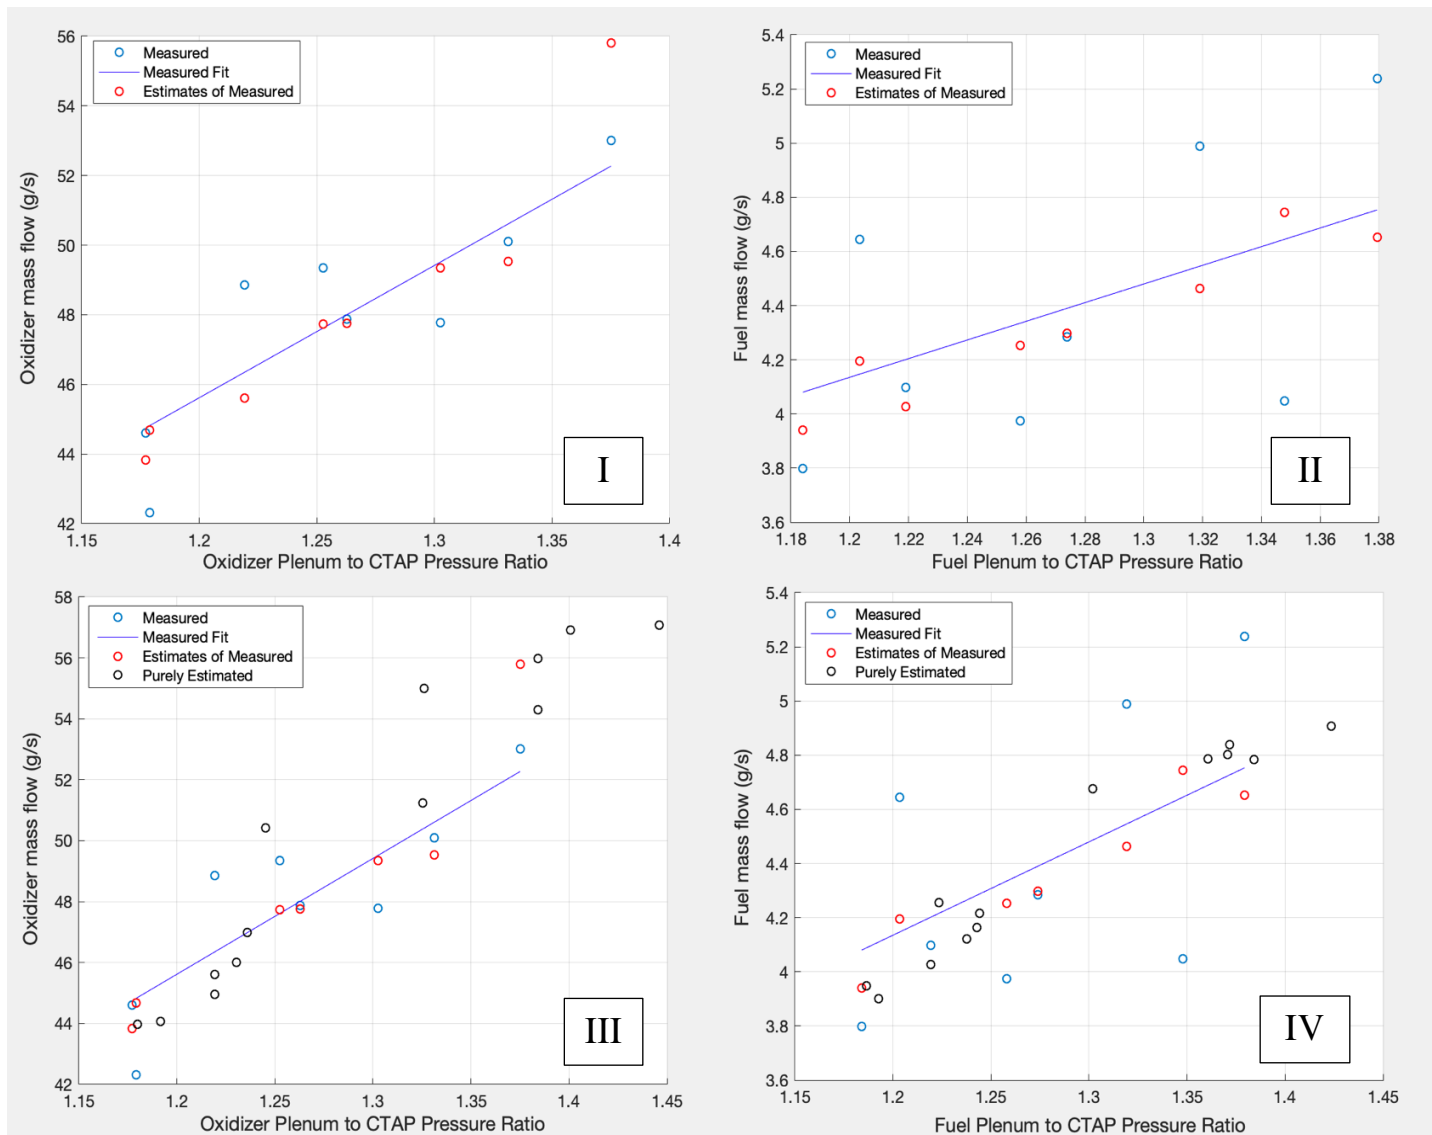 56
54
52
50
48
46
44
42
Oxidizer mass flow (g/s)
Measured
Measured Fit
Estimates of Measured
I
1.15
1.2
1.25
1.3
1.35
1.4
Oxidizer Plenum to CTAP Pressure Ratio
5.4
5.2
5
4.8
4.6
4.4
4.2
4
3.8
3.6
Fuel mass flow (g/s)
Measured
Measured Fit
Estimates of Measured
II
1.18
1.2
1.22
1.24
1.26
1.28
1.3
1.32
1.34
1.36
1.38
Fuel Plenum to CTAP Pressure Ratio
58
56
54
52
50
48
46
44
42
Oxidizer mass flow (g/s)
Measured
Measured Fit
Estimates of Measured
Purely Estimated
III
1.15
1.2
1.25
1.3
1.35
1.4
1.45
Oxidizer Plenum to CTAP Pressure Ratio
5.4
5.2
5
4.8
4.6
4.4
4.2
4
3.8
3.6
Fuel mass flow (g/s)
Measured
Measured Fit
Estimates of Measured
Purely Estimated
IV
1.15
1.2
1.25
1.3
1.35
1.4
1.45
Fuel Plenum to CTAP Pressure Ratio